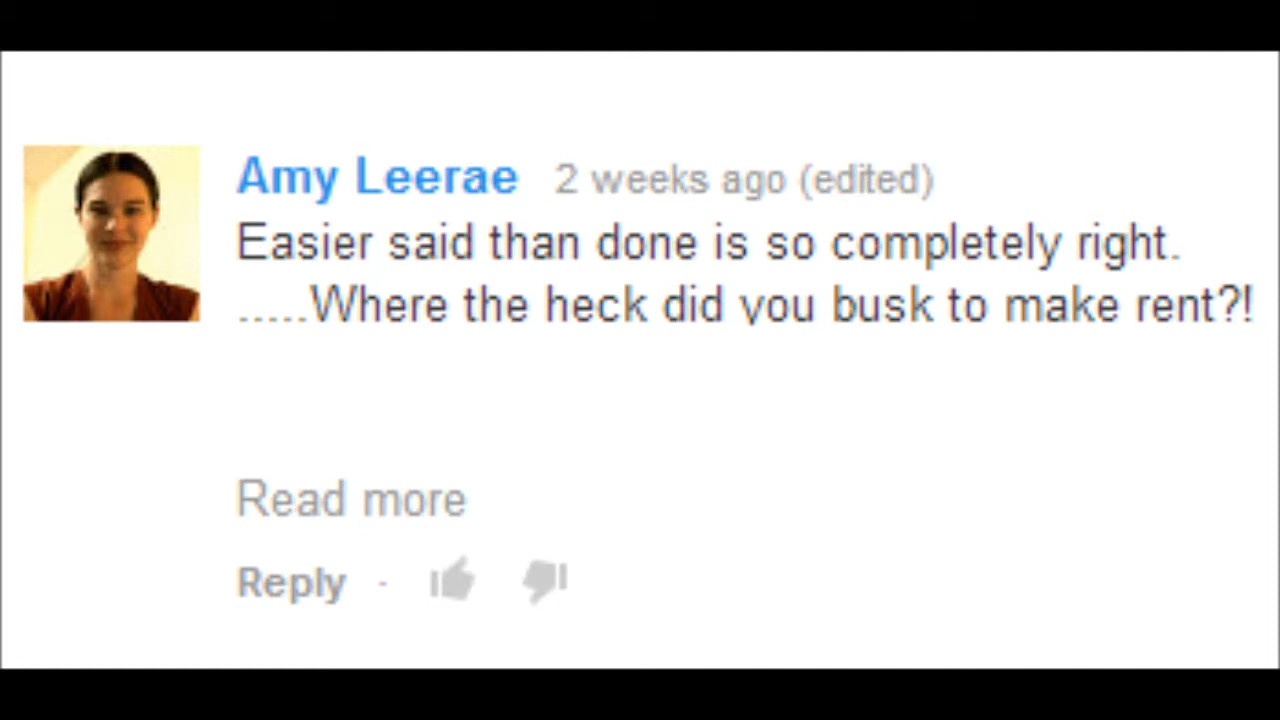 Amy Leerae 2 weeks ago (edited)
Easier said than done is so completely right.
.....Where the heck did you busk to make rent?!
Read more
Reply ·